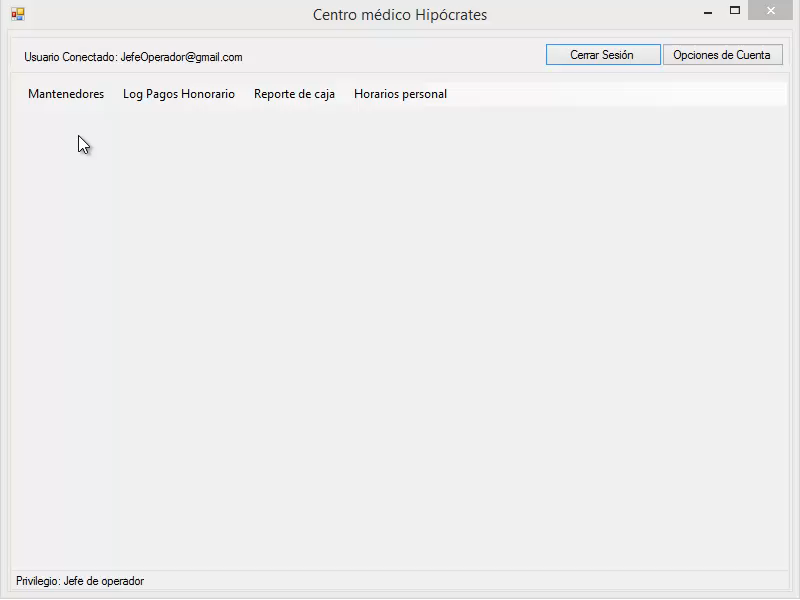 Centro médico Hipócrates
Usuario Conectado: JefeOperador@gmail.com
Cerrar Sesión
Opciones de Cuenta
Mantenedores
Log Pagos Honorario
Reporte de caja
Horarios personal
Privilegio: Jefe de operador